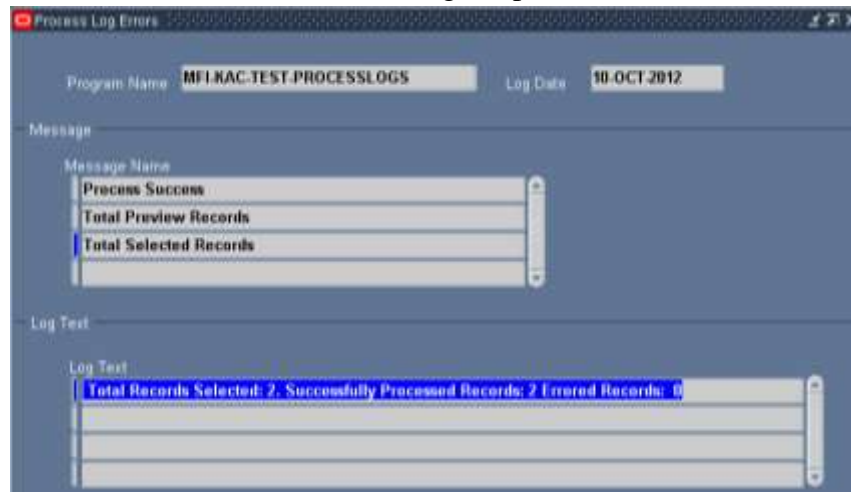 Process Log Errors
Program Name MFI-KAC-TEST-PROCESSLOGS Log Date 10-OCT-2012
Message
Message Name
Process Success
Total Preview Records
Total Selected Records
Log Text
Log Text
Total Records Selected: 2. Successfully Processed Records: 2 Errored Records: 0